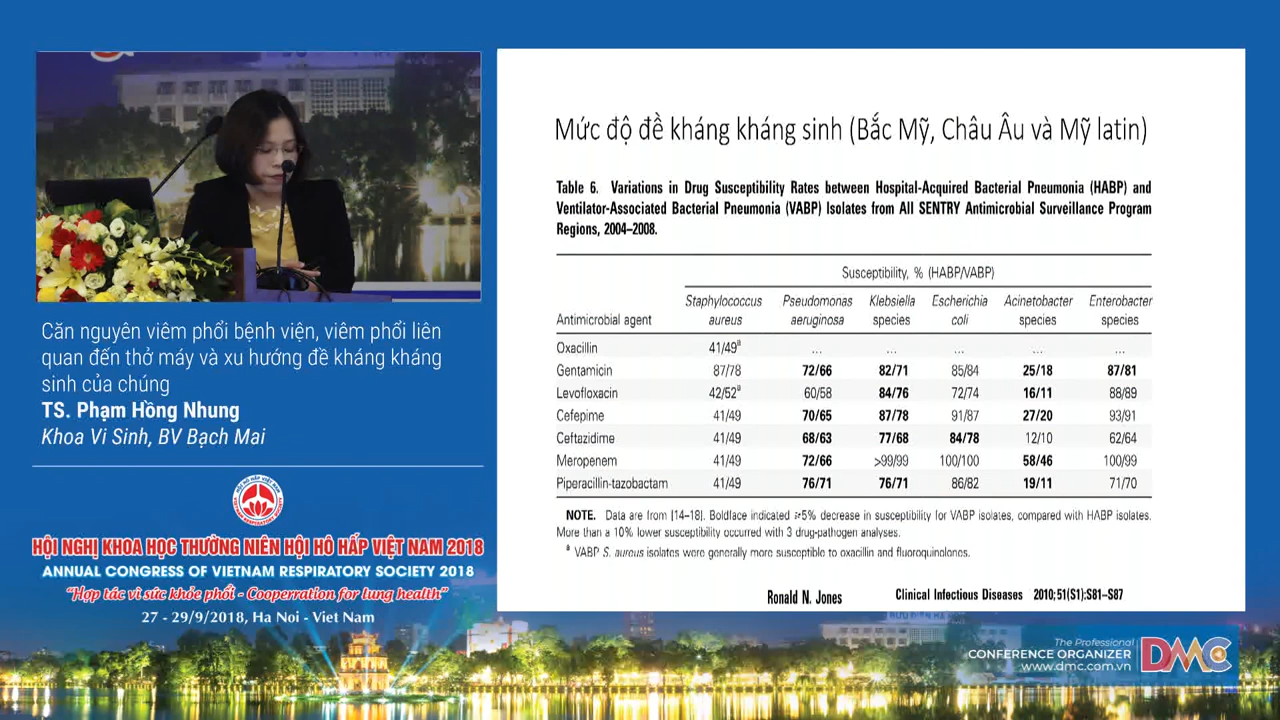 Mức độ đề kháng kháng sinh (Bắc Mỹ, Châu Âu và Mỹ latin)
Table 6. Variations in Drug Susceptibility Rates between Hospital-Acquired Bacterial Pneumonia (HABP) and
Ventilator-Associated Bacterial Pneumonia (VABP) Isolates from All SENTRY Antimicrobial Surveillance Program
Regions, 2004–2008.
Susceptibility, % (HABP/VABP)
Antimicrobial agent Staphylococcus aureus Pseudomonas aeruginosa Klebsiella species Escherichia coli Acinetobacter species Enterobacter species
Oxacillin 41/49ª ... ... ... ... ...
Gentamicin 87/78 72/66 82/71 85/84 25/18 87/81
Levofloxacin 42/52ª 60/58 84/76 72/74 16/11 88/89
Cefepime 41/49 70/65 87/78 91/87 27/20 93/91
Ceftazidime 41/49 68/63 77/68 84/78 12/10 62/64
Meropenem 41/49 72/66 >99/99 100/100 58/46 100/99
Piperacillin-tazobactam 41/49 76/71 76/71 86/82 19/11 71/70
NOTE. Data are from [14–18]. Boldface indicated ≥5% decrease in susceptibility for VABP isolates, compared with HABP isolates.
More than a 10% lower susceptibility occurred with 3 drug-pathogen analyses.
ª VABP S. aureus isolates were generally more susceptible to oxacillin and fluoroquinolones.
Ronald N. Jones Clinical Infectious Diseases 2010;51(S1):S81–S87
Căn nguyên viêm phổi bệnh viện, viêm phổi liên
quan đến thở máy và xu hướng đề kháng kháng
sinh của chúng
TS. Phạm Hồng Nhung
Khoa Vi Sinh, BV Bạch Mai
HỘI NGHỊ KHOA HỌC THƯỜNG NIÊN HỘI HÔ HẤP VIỆT NAM 2018
ANNUAL CONGRESS OF VIETNAM RESPIRATORY SOCIETY 2018
"Hợp tác vì sức khỏe phổi - Cooperration for lung health"
27 - 29/9/2018, Ha Noi - Viet Nam
The Professional
CONFERENCE ORGANIZER
www.dmc.com.vn
DMC